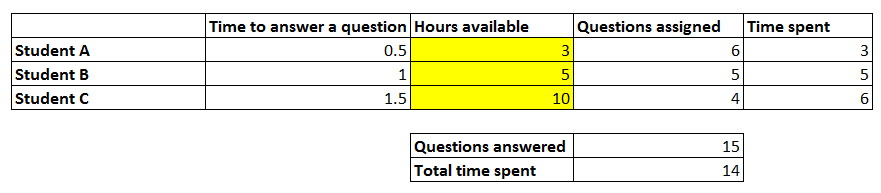 Time to answer a question Hours available Questions assigned Time spent
Student A 0.5 3 6 3
Student B 1 5 5 5
Student C 1.5 10 4 6
Questions answered 15
Total time spent 14